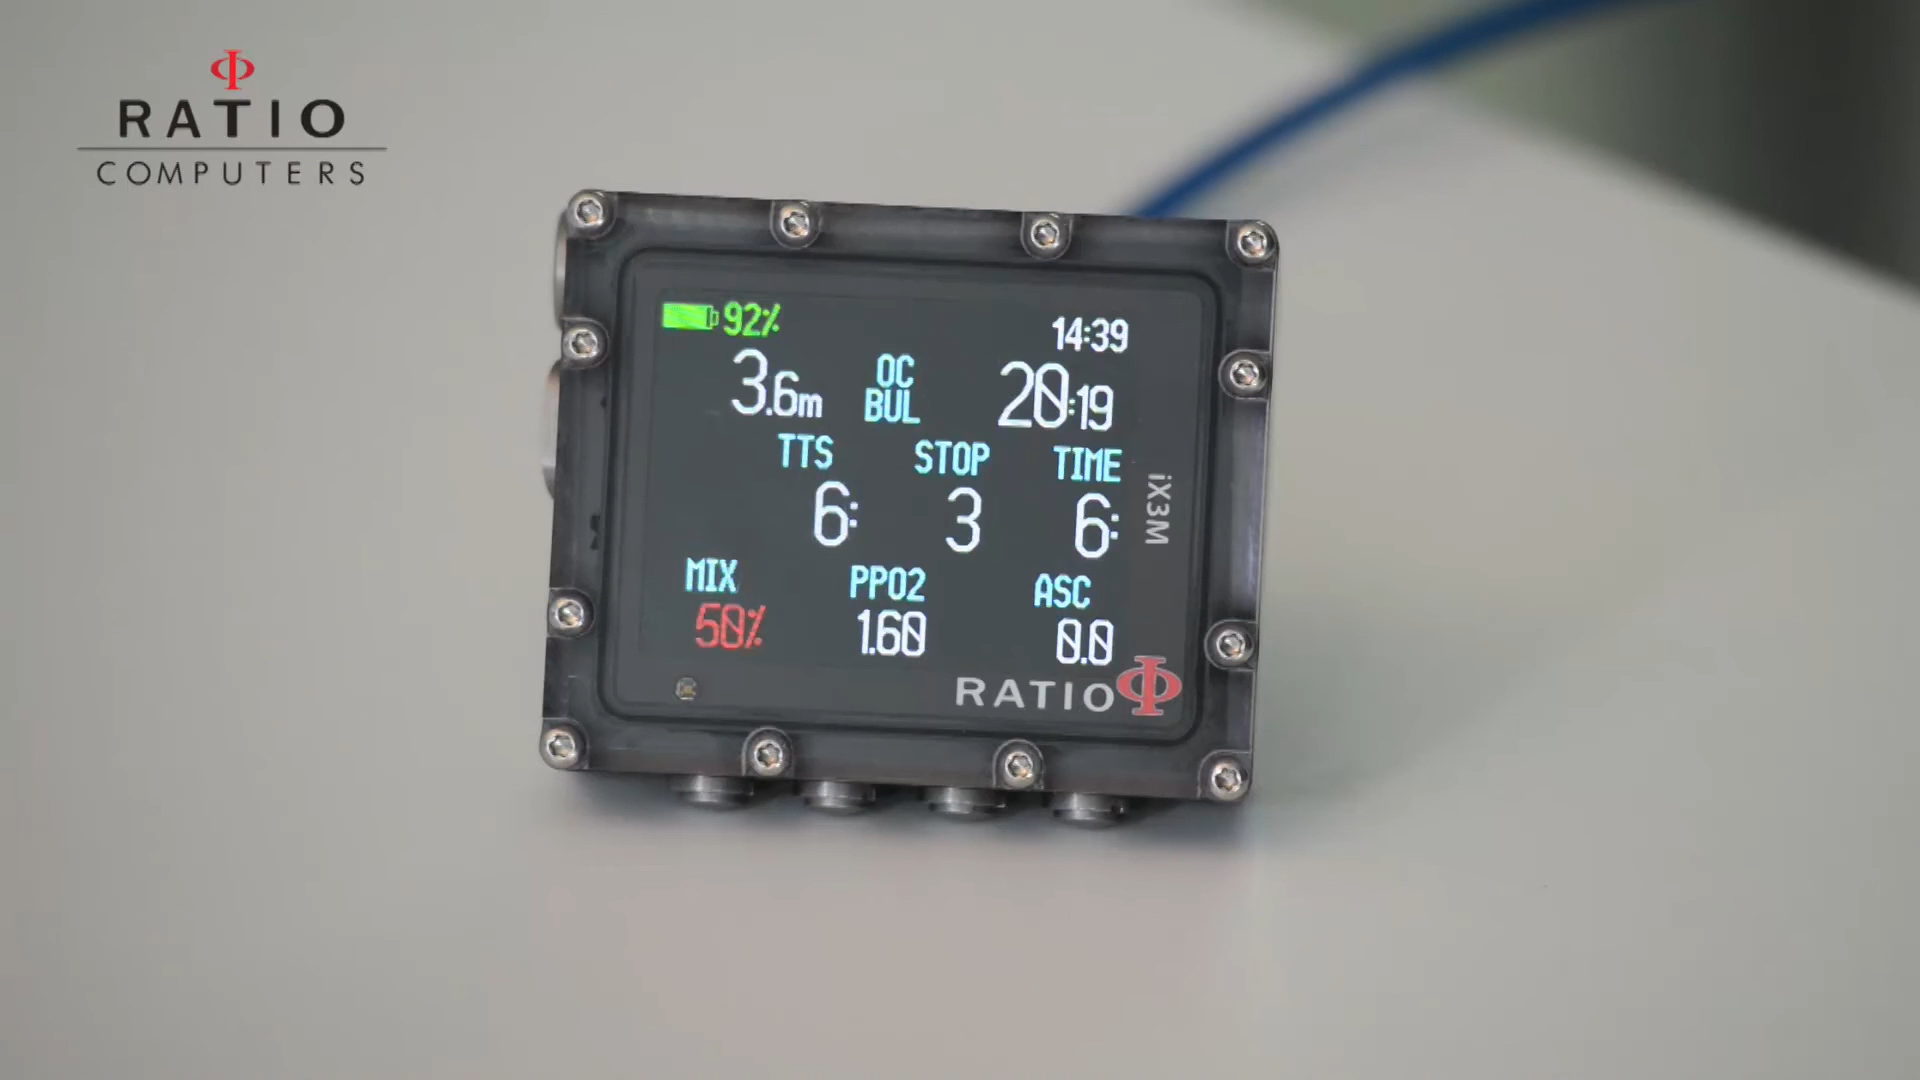 Φ
RATIO
COMPUTERS
92% 14:39
3.6m OC BUL 20:19
TTS STOP TIME
6: 3 6:
MIX PPO2 ASC
50% 1.60 0.0
iX3M
RATIO Φ